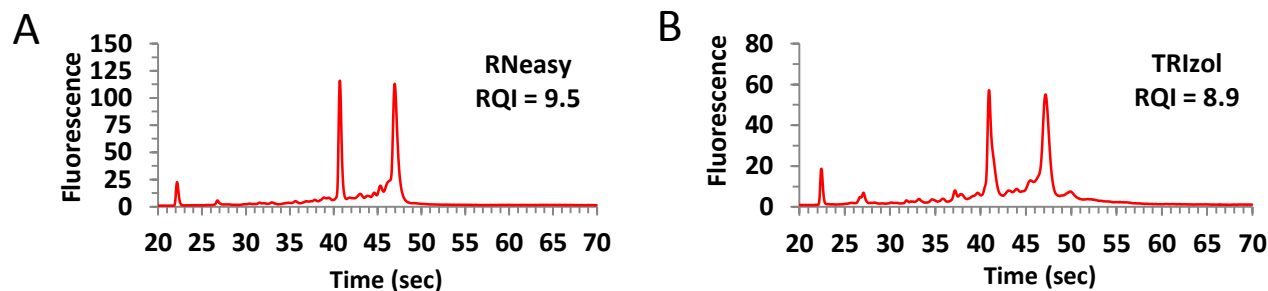 A
Fluorescence
150
125
100
75
50
25
0
RNeasy
RQI = 9.5
20 25 30 35 40 45 50 55 60 65 70
Time (sec)
B
Fluorescence
80
60
40
20
0
TRIzol
RQI = 8.9
20 25 30 35 40 45 50 55 60 65 70
Time (sec)